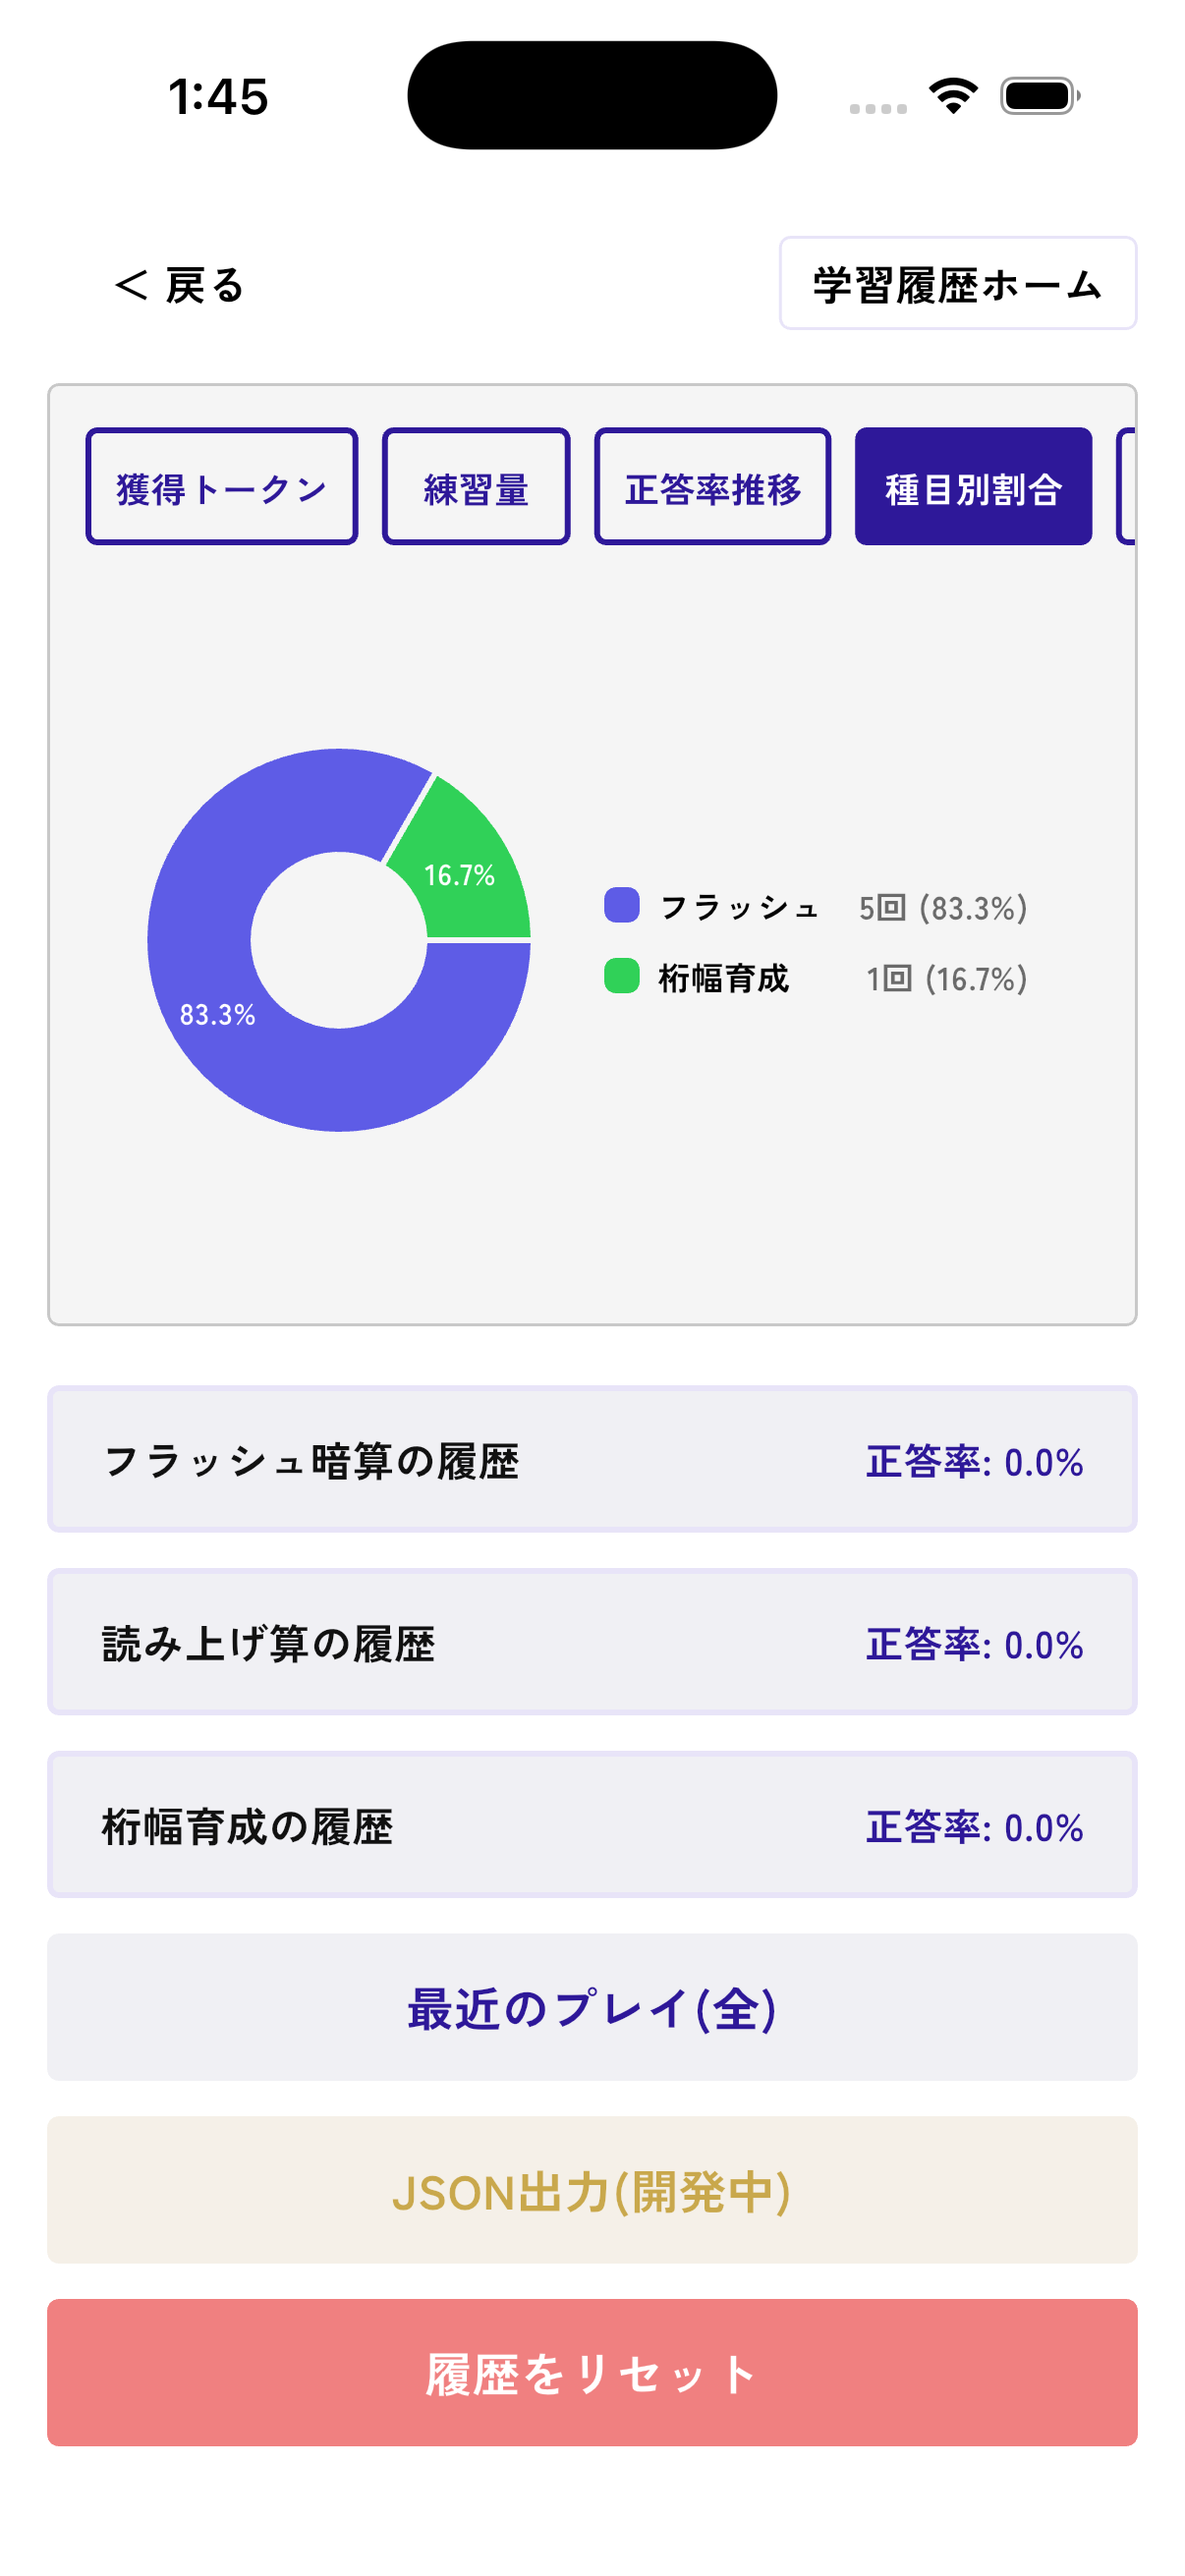 1:45
＜ 戻る
学習履歴ホーム
獲得トークン 練習量 正答率推移 種目別割合
16.7%
83.3%
フラッシュ 5回 (83.3%)
桁幅育成 1回 (16.7%)
フラッシュ暗算の履歴 正答率: 0.0%
読み上げ算の履歴 正答率: 0.0%
桁幅育成の履歴 正答率: 0.0%
最近のプレイ(全)
JSON出力(開発中)
履歴をリセット